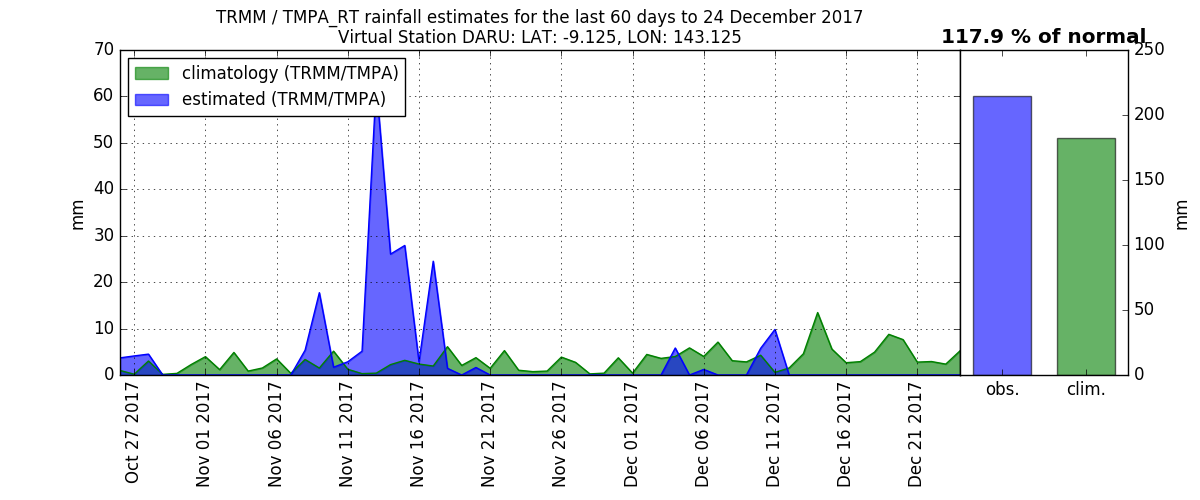 TRMM / TMPA_RT rainfall estimates for the last 60 days to 24 December 2017
Virtual Station DARU: LAT: -9.125, LON: 143.125
117.9 % of normal
climatology (TRMM/TMPA)
estimated (TRMM/TMPA)
70
60
50
40
30
20
10
0
mm
250
200
150
100
50
0
mm
Oct 27 2017
Nov 01 2017
Nov 06 2017
Nov 11 2017
Nov 16 2017
Nov 21 2017
Nov 26 2017
Dec 01 2017
Dec 06 2017
Dec 11 2017
Dec 16 2017
Dec 21 2017
obs.
clim.